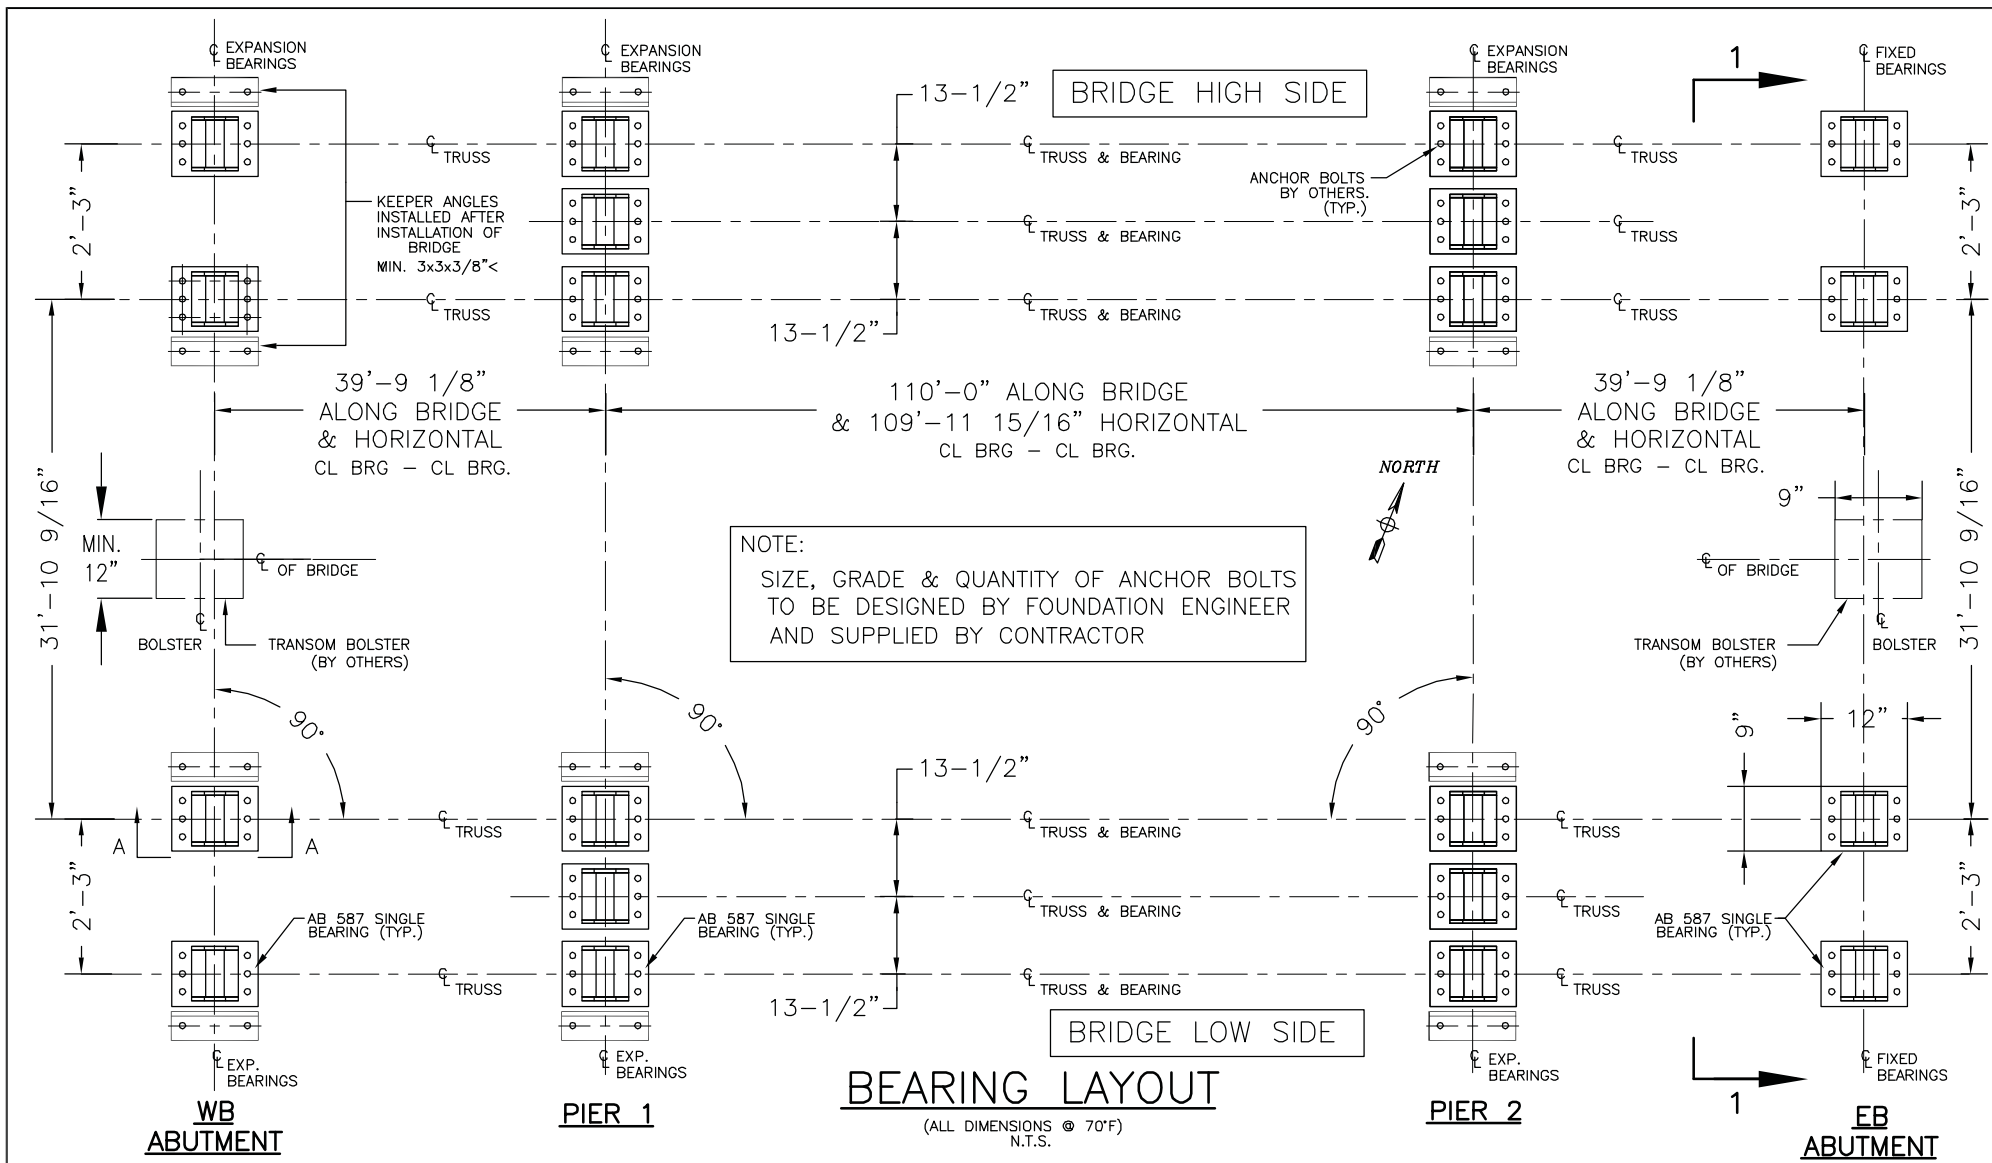 ℄ EXPANSION
BEARINGS
℄ EXPANSION
BEARINGS
℄ EXPANSION
BEARINGS
1
℄ FIXED
BEARINGS
13-1/2"
BRIDGE HIGH SIDE
℄ TRUSS
℄ TRUSS & BEARING
℄ TRUSS
ANCHOR BOLTS
BY OTHERS.
(TYP.)
2'-3"
KEEPER ANGLES
INSTALLED AFTER
INSTALLATION OF
BRIDGE
MIN. 3x3x3/8"<
℄ TRUSS & BEARING
℄ TRUSS
2'-3"
℄ TRUSS
℄ TRUSS & BEARING
℄ TRUSS
13-1/2"
39'-9 1/8"
ALONG BRIDGE
& HORIZONTAL
CL BRG - CL BRG.
110'-0" ALONG BRIDGE
& 109'-11 15/16" HORIZONTAL
CL BRG - CL BRG.
39'-9 1/8"
ALONG BRIDGE
& HORIZONTAL
CL BRG - CL BRG.
NORTH
31'-10 9/16"
MIN.
12"
℄ OF BRIDGE
℄
BOLSTER
TRANSOM BOLSTER
(BY OTHERS)
NOTE:
SIZE, GRADE & QUANTITY OF ANCHOR BOLTS
TO BE DESIGNED BY FOUNDATION ENGINEER
AND SUPPLIED BY CONTRACTOR
9"
℄ OF BRIDGE
℄
BOLSTER
TRANSOM BOLSTER
(BY OTHERS)
31'-10 9/16"
90°
90°
90°
9"
12"
13-1/2"
A
A
℄ TRUSS
℄ TRUSS & BEARING
℄ TRUSS
2'-3"
AB 587 SINGLE
BEARING (TYP.)
AB 587 SINGLE
BEARING (TYP.)
℄ TRUSS & BEARING
℄ TRUSS
AB 587 SINGLE
BEARING (TYP.)
2'-3"
℄ TRUSS
℄ TRUSS & BEARING
℄ TRUSS
13-1/2"
BRIDGE LOW SIDE
℄ EXP.
BEARINGS
℄ EXP.
BEARINGS
℄ EXP.
BEARINGS
℄ FIXED
BEARINGS
1
WB
ABUTMENT
PIER 1
BEARING LAYOUT
(ALL DIMENSIONS @ 70°F)
N.T.S.
PIER 2
EB
ABUTMENT